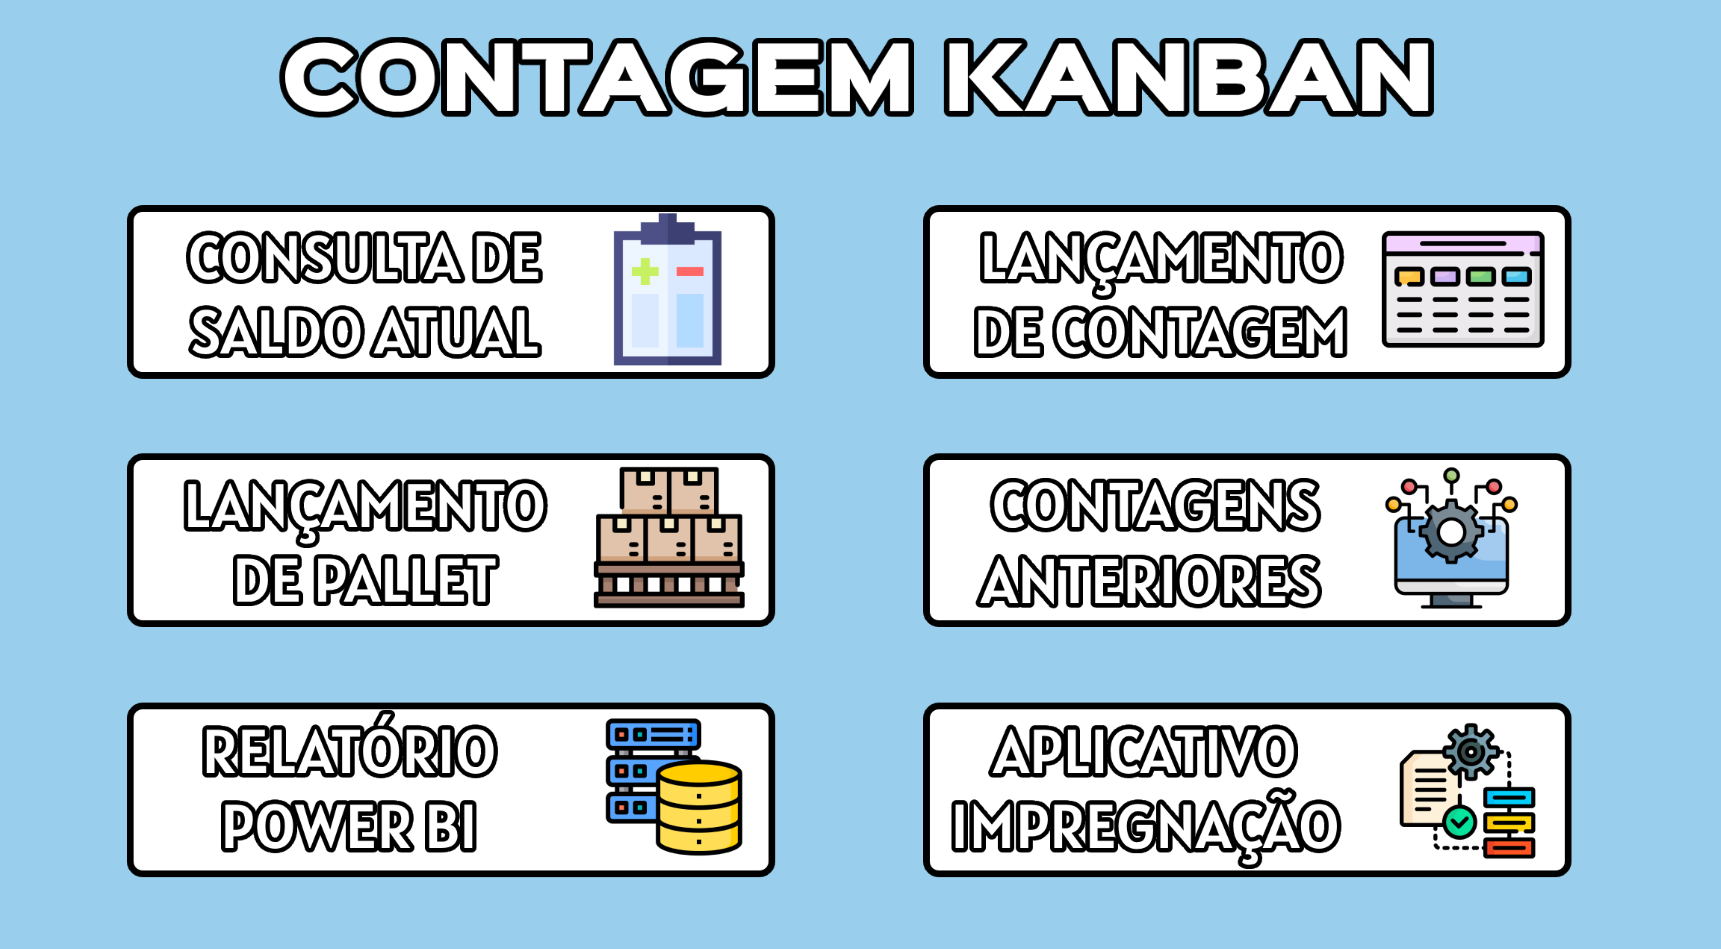 CONTAGEM KANBAN
CONSULTA DE
SALDO ATUAL
LANÇAMENTO
DE CONTAGEM
LANÇAMENTO
DE PALLET
CONTAGENS
ANTERIORES
RELATÓRIO
POWER BI
APLICATIVO
IMPREGNAÇÃO